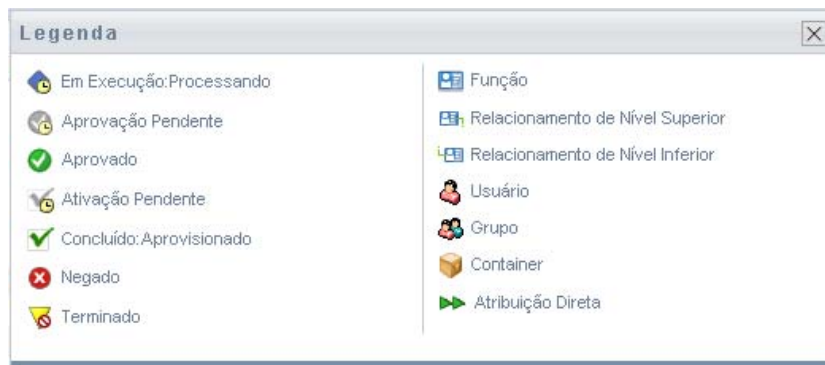 Legenda
Em Execução:Processando
Aprovação Pendente
Aprovado
Ativação Pendente
Concluído:Aprovisionado
Negado
Terminado
Função
Relacionamento de Nível Superior
Relacionamento de Nível Inferior
Usuário
Grupo
Container
Atribuição Direta